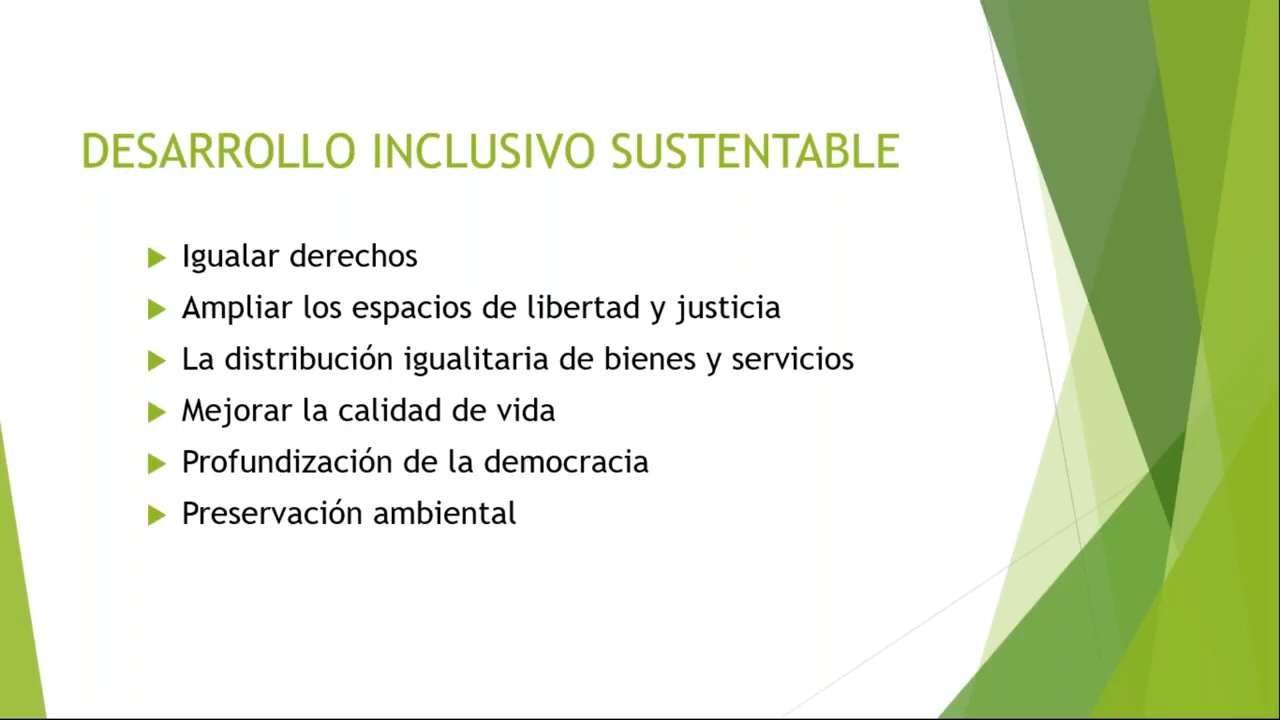 DESARROLLO INCLUSIVO SUSTENTABLE
Igualar derechos
Ampliar los espacios de libertad y justicia
La distribución igualitaria de bienes y servicios
Mejorar la calidad de vida
Profundización de la democracia
Preservación ambiental